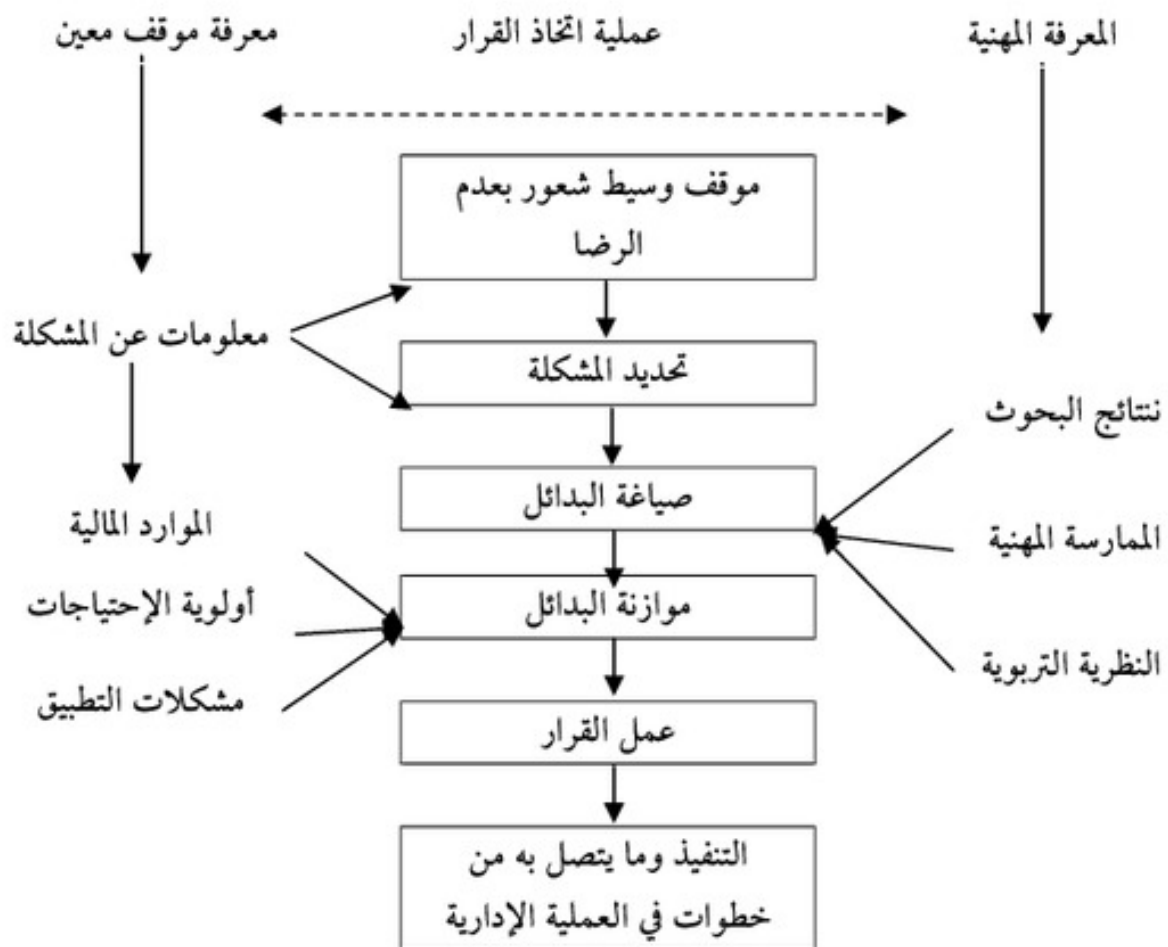 المعرفة المهنية
عملية اتخاذ القرار
معرفة موقف معين
موقف وسيط شعور بعدم
الرضا
معلومات عن المشكلة
تحديد المشكلة
ننتائج البحوث
صياغة البدائل
الموارد المالية
الممارسة المهنية
موازنة البدائل
أولوية الإحتياجات
النظرية التربوية
مشكلات التطبيق
عمل القرار
التنفيذ وما يتصل به من
خطوات في العملية الإدارية